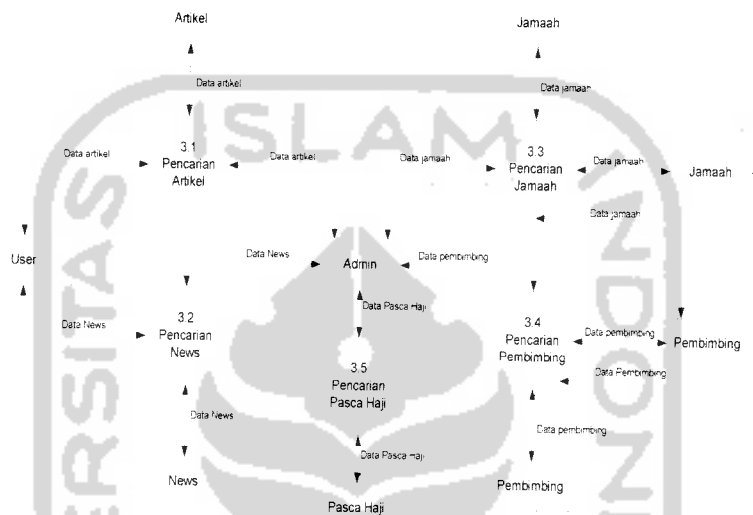 Artikel
Jamaah
Data artikel
Data jamaah
ISLAM
3.1
Pencarian
Artikel
3.3
Pencarian
Jamaah
Data artikel
Data artikel
Data jamaah
Data jamaah
Jamaah
Data jamaah
User
Data News
Admin
Data pembimbing
Data Pasca Haji
Data News
3.2
Pencarian
News
3.4
Pencarian
Pembimbing
Data pembimbing
Pembimbing
3.5
Pencarian
Pasca Haji
Data Pembimbing
Data News
Data pembimbing
Data Pasca Haji
News
Pembimbing
Pasca Haji
ERSITAS
INDON